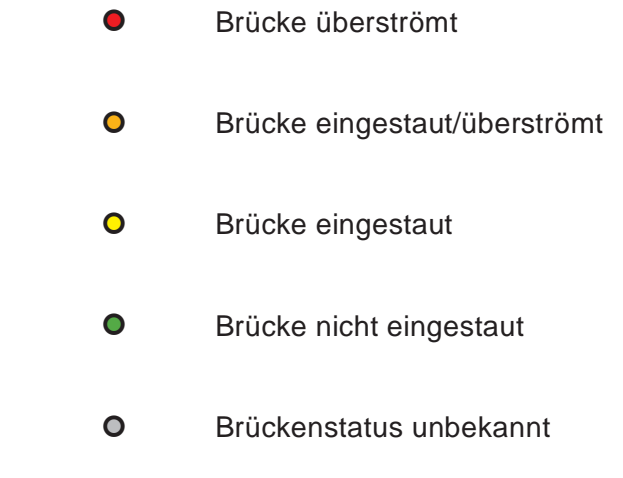 Brücke überströmt
Brücke eingestaut/überströmt
Brücke eingestaut
Brücke nicht eingestaut
Brückenstatus unbekannt